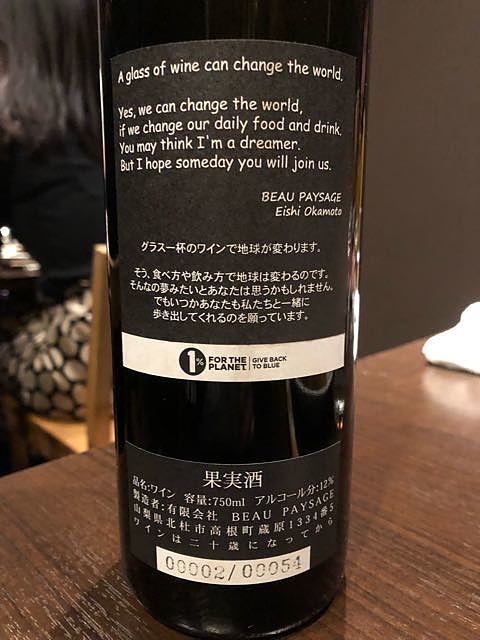 A glass of wine can change the world.
Yes, we can change the world,
if we change our daily food and drink.
You may think I'm a dreamer.
But I hope someday you will join us.
BEAU PAYSAGE
Eishi Okamoto
グラス一杯のワインで地球が変わります。
そう、食べ方や飲み方で地球は変わるのです。
そんなの夢みたいとあなたは思うかもしれません。
でもいつかあなたも私たちと一緒に
歩き出してくれるのを願っています。
1% FOR THE PLANET | GIVE BACK TO BLUE
果実酒
品名:ワイン 容量:750ml アルコール分:12%
製造者:有限会社 BEAU PAYSAGE
山梨県北杜市高根町蔵原1334番5
ワインは二十歳になってから
00002/00054